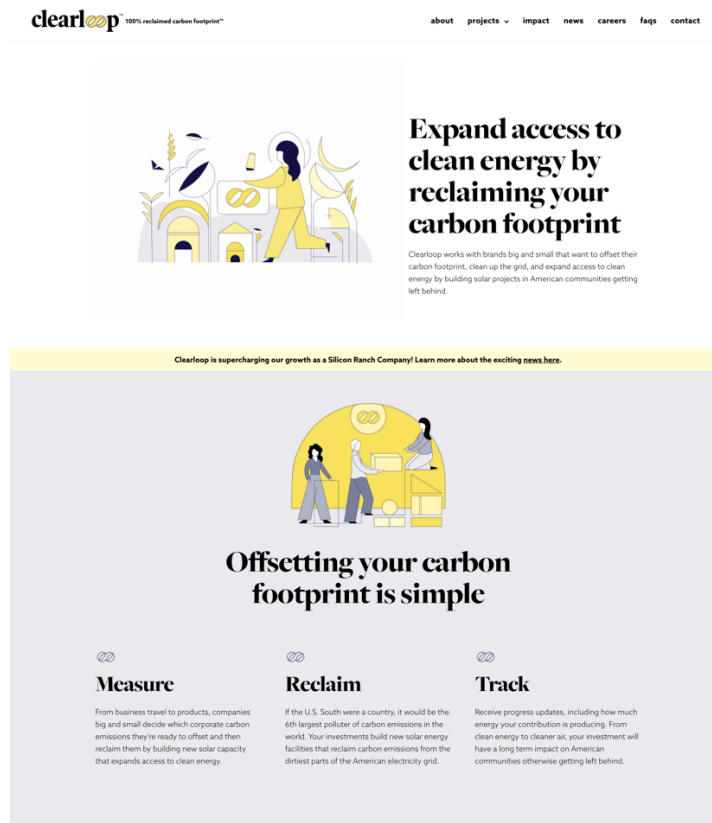 clearloop™ 100% reclaimed carbon footprint™
about projects impact news careers faqs contact
Expand access to
clean energy by
reclaiming your
carbon footprint
Clearloop works with brands big and small that want to offset their
carbon footprint, clean up the grid, and expand access to clean
energy by building solar projects in American communities getting
left behind.
Clearloop is supercharging our growth as a Silicon Ranch Company! Learn more about the exciting news here.
Offsetting your carbon
footprint is simple
Measure
From business travel to products, companies
big and small decide which corporate carbon
emissions they're ready to offset and then
reclaim them by building new solar capacity
that expands access to clean energy.
Reclaim
If the U.S. South were a country, it would be the
6th largest polluter of carbon emissions in the
world. Your investments build new solar energy
facilities that reclaim carbon emissions from the
dirtiest parts of the American electricity grid.
Track
Receive progress updates, including how much
energy your contribution is producing. From
clean energy to cleaner air, your investment will
have a long term impact on American
communities otherwise getting left behind.